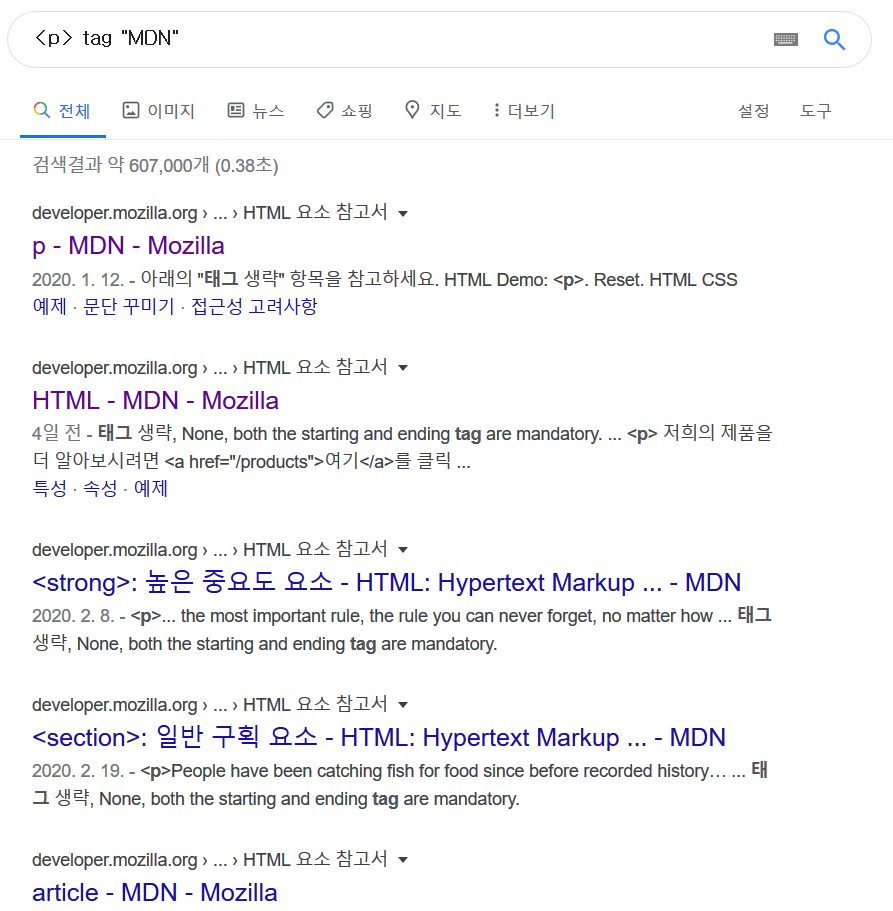 <p> tag "MDN"
전체 이미지 뉴스 쇼핑 지도 더보기 설정 도구
검색결과 약 607,000개 (0.38초)
developer.mozilla.org › ... › HTML 요소 참고서
p - MDN - Mozilla
2020. 1. 12. - 아래의 "태그 생략" 항목을 참고하세요. HTML Demo: <p>. Reset. HTML CSS
예제 · 문단 꾸미기 · 접근성 고려사항
developer.mozilla.org › ... › HTML 요소 참고서
HTML - MDN - Mozilla
4일 전 - 태그 생략, None, both the starting and ending tag are mandatory. ... <p> 저희의 제품을
더 알아보시려면 <a href="/products">여기</a>를 클릭 ...
특성 · 속성 · 예제
developer.mozilla.org › ... › HTML 요소 참고서
<strong>: 높은 중요도 요소 - HTML: Hypertext Markup ... - MDN
2020. 2. 8. - <p>... the most important rule, the rule you can never forget, no matter how ... 태그
생략, None, both the starting and ending tag are mandatory.
developer.mozilla.org › ... › HTML 요소 참고서
<section>: 일반 구획 요소 - HTML: Hypertext Markup ... - MDN
2020. 2. 19. - <p>People have been catching fish for food since before recorded history… ... 태
그 생략, None, both the starting and ending tag are mandatory.
developer.mozilla.org › ... › HTML 요소 참고서
article - MDN - Mozilla